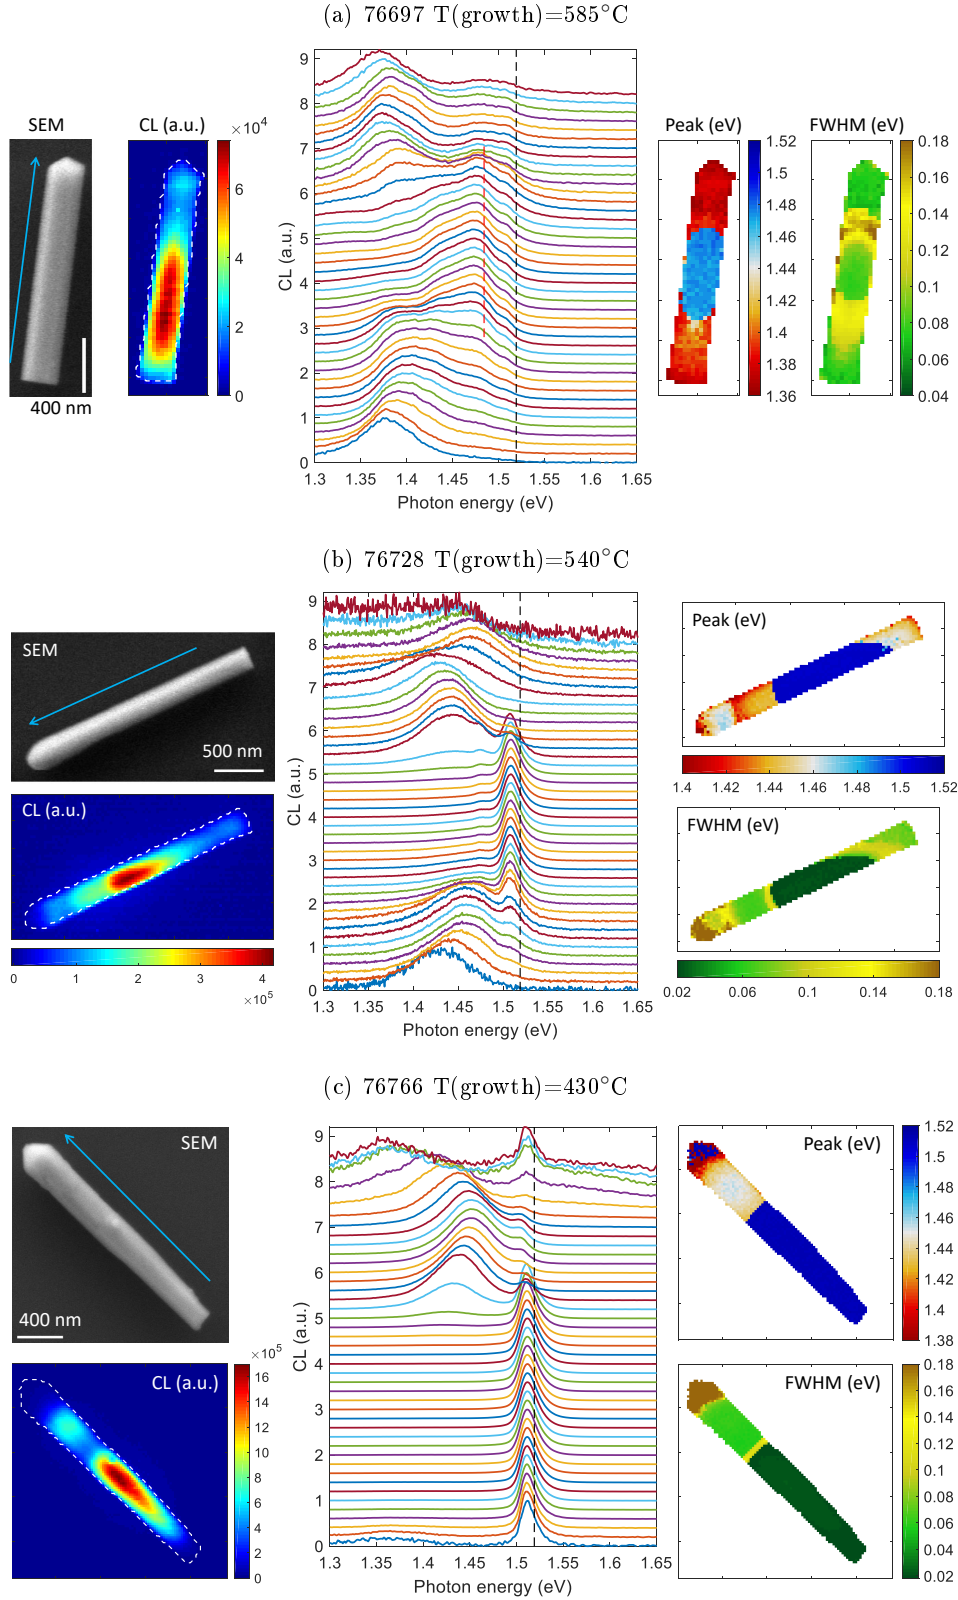 (a) 76697 T(growth)=585°C
SEM
400 nm
CL (a.u.)
×10⁴
6
4
2
0
CL (a.u.)
9
8
7
6
5
4
3
2
1
0
1.3 1.35 1.4 1.45 1.5 1.55 1.6 1.65
Photon energy (eV)
Peak (eV)
1.52
1.5
1.48
1.46
1.44
1.42
1.4
1.38
1.36
FWHM (eV)
0.18
0.16
0.14
0.12
0.1
0.08
0.06
0.04
(b) 76728 T(growth)=540°C
SEM
500 nm
CL (a.u.)
0 1 2 3 4
×10⁵
CL (a.u.)
9
8
7
6
5
4
3
2
1
0
1.3 1.35 1.4 1.45 1.5 1.55 1.6 1.65
Photon energy (eV)
Peak (eV)
1.4 1.42 1.44 1.46 1.48 1.5 1.52
FWHM (eV)
0.02 0.06 0.1 0.14 0.18
(c) 76766 T(growth)=430°C
SEM
400 nm
CL (a.u.)
×10⁵
16
14
12
10
8
6
4
2
0
CL (a.u.)
9
8
7
6
5
4
3
2
1
0
1.3 1.35 1.4 1.45 1.5 1.55 1.6 1.65
Photon energy (eV)
Peak (eV)
1.52
1.5
1.48
1.46
1.44
1.42
1.4
1.38
FWHM (eV)
0.18
0.16
0.14
0.12
0.1
0.08
0.06
0.04
0.02